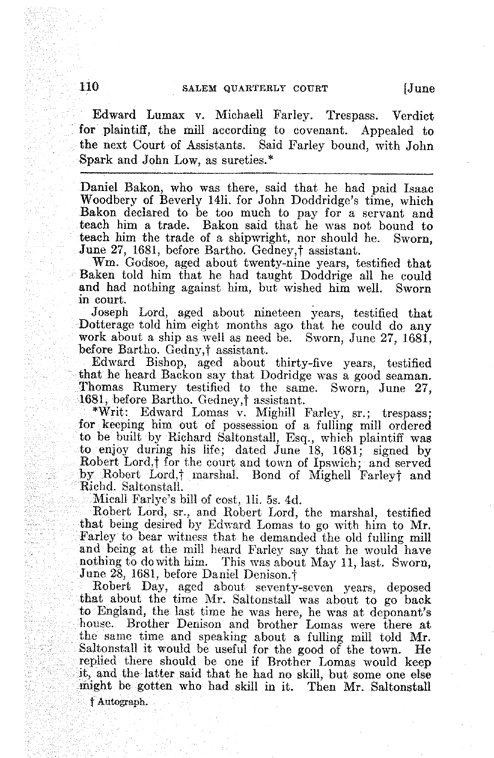 110 SALEM QUARTERLY COURT [June
Edward Lumax v. Michaell Farley. Trespass. Verdict
for plaintiff, the mill according to covenant. Appealed to
the next Court of Assistants. Said Farley bound, with John
Spark and John Low, as sureties.*
Daniel Bakon, who was there, said that he had paid Isaac
Woodbery of Beverly 14li. for John Doddridge's time, which
Bakon declared to be too much to pay for a servant and
teach him a trade. Bakon said that he was not bound to
teach him the trade of a shipwright, nor should he. Sworn,
June 27, 1681, before Bartho. Gedney,† assistant.
Wm. Godsoe, aged about twenty-nine years, testified that
Baken told him that he had taught Doddrige all he could
and had nothing against him, but wished him well. Sworn
in court.
Joseph Lord, aged about nineteen years, testified that
Dotterage told him eight months ago that he could do any
work about a ship as well as need be. Sworn, June 27, 1681,
before Bartho. Gedny,† assistant.
Edward Bishop, aged about thirty-five years, testified
that he heard Backon say that Dodridge was a good seaman.
Thomas Rumery testified to the same. Sworn, June 27,
1681, before Bartho. Gedney,† assistant.
*Writ: Edward Lomas v. Mighill Farley, sr.; trespass;
for keeping him out of possession of a fulling mill ordered
to be built by Richard Saltonstall, Esq., which plaintiff was
to enjoy during his life; dated June 18, 1681; signed by
Robert Lord,† for the court and town of Ipswich; and served
by Robert Lord,† marshal. Bond of Mighell Farley† and
Richd. Saltonstall.
Micall Farlye's bill of cost, 1li. 5s. 4d.
Robert Lord, sr., and Robert Lord, the marshal, testified
that being desired by Edward Lomas to go with him to Mr.
Farley to bear witness that he demanded the old fulling mill
and being at the mill heard Farley say that he would have
nothing to do with him. This was about May 11, last. Sworn,
June 28, 1681, before Daniel Denison.†
Robert Day, aged about seventy-seven years, deposed
that about the time Mr. Saltonstall was about to go back
to England, the last time he was here, he was at deponant's
house. Brother Denison and brother Lomas were there at
the same time and speaking about a fulling mill told Mr.
Saltonstall it would be useful for the good of the town. He
replied there should be one if Brother Lomas would keep
it, and the latter said that he had no skill, but some one else
might be gotten who had skill in it. Then Mr. Saltonstall
† Autograph.